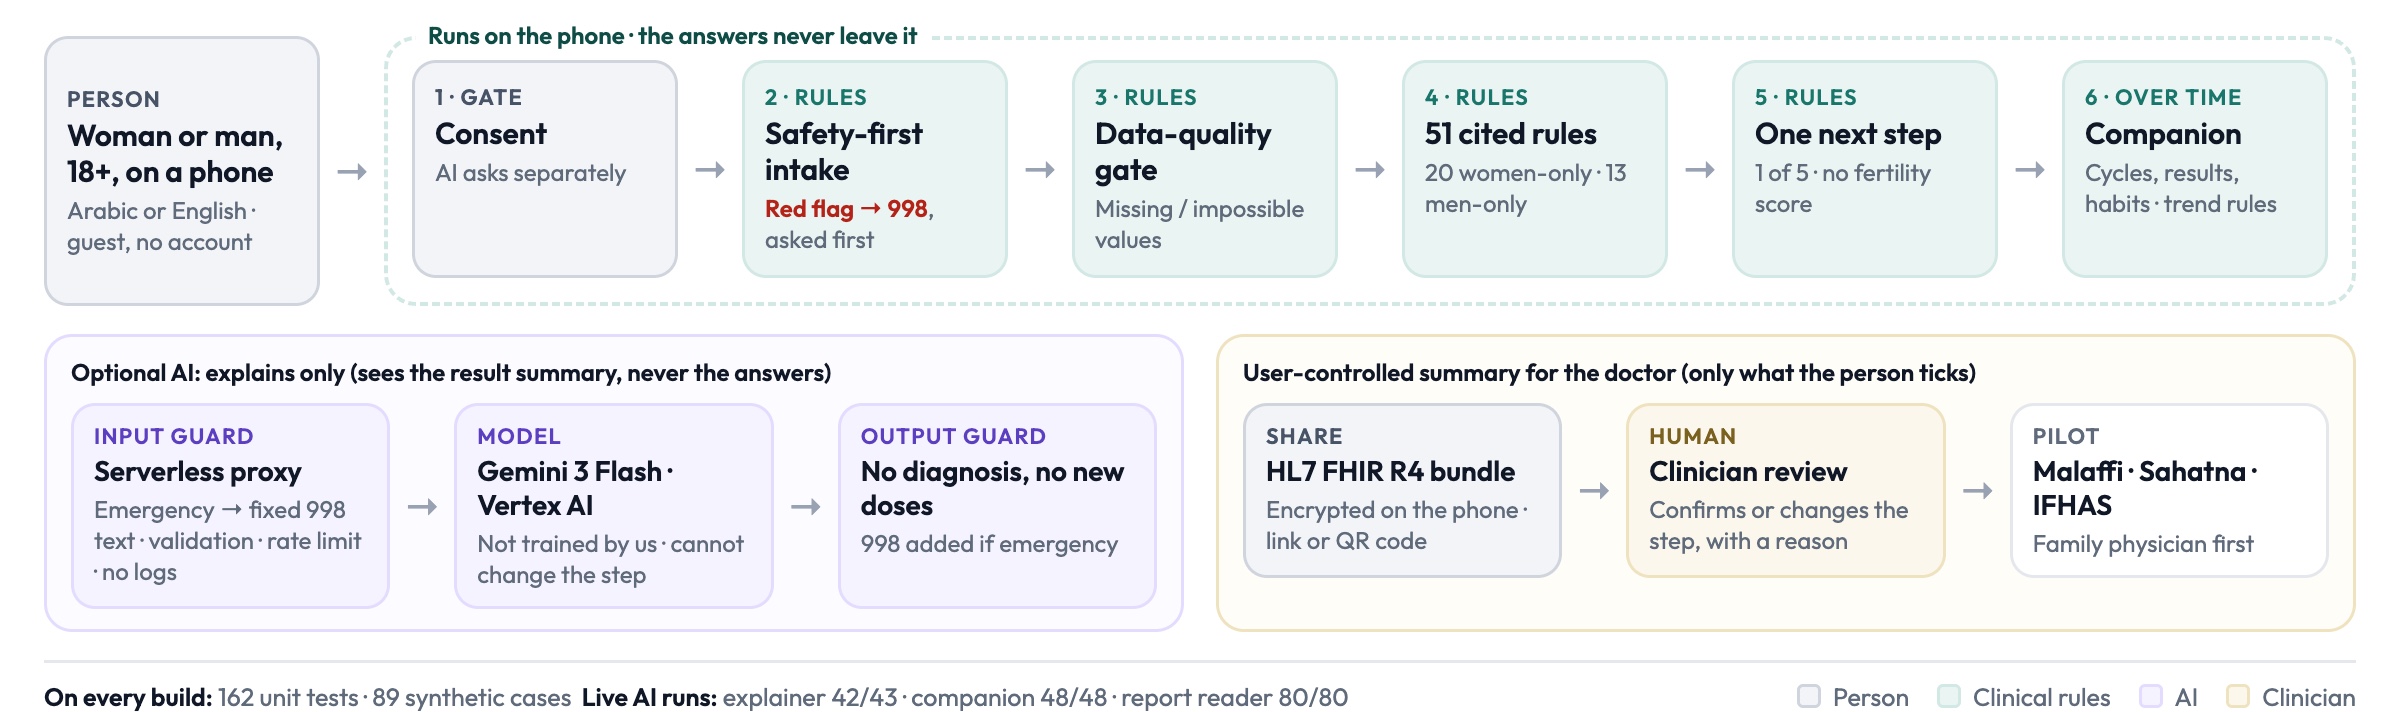 Runs on the phone · the answers never leave it
PERSON
Woman or man,
18+, on a phone
Arabic or English ·
guest, no account
→
1 · GATE
Consent
AI asks separately
→
2 · RULES
Safety-first
intake
Red flag → 998,
asked first
→
3 · RULES
Data-quality
gate
Missing / impossible
values
→
4 · RULES
51 cited rules
20 women-only · 13
men-only
→
5 · RULES
One next step
1 of 5 · no fertility
score
→
6 · OVER TIME
Companion
Cycles, results,
habits · trend rules
Optional AI: explains only (sees the result summary, never the answers)
INPUT GUARD
Serverless proxy
Emergency → fixed 998
text · validation · rate limit
· no logs
→
MODEL
Gemini 3 Flash ·
Vertex AI
Not trained by us · cannot
change the step
→
OUTPUT GUARD
No diagnosis, no new
doses
998 added if emergency
User-controlled summary for the doctor (only what the person ticks)
SHARE
HL7 FHIR R4 bundle
Encrypted on the phone ·
link or QR code
→
HUMAN
Clinician review
Confirms or changes the
step, with a reason
→
PILOT
Malaffi · Sahatna ·
IFHAS
Family physician first
On every build: 162 unit tests · 89 synthetic cases Live AI runs: explainer 42/43 · companion 48/48 · report reader 80/80
Person
Clinical rules
AI
Clinician